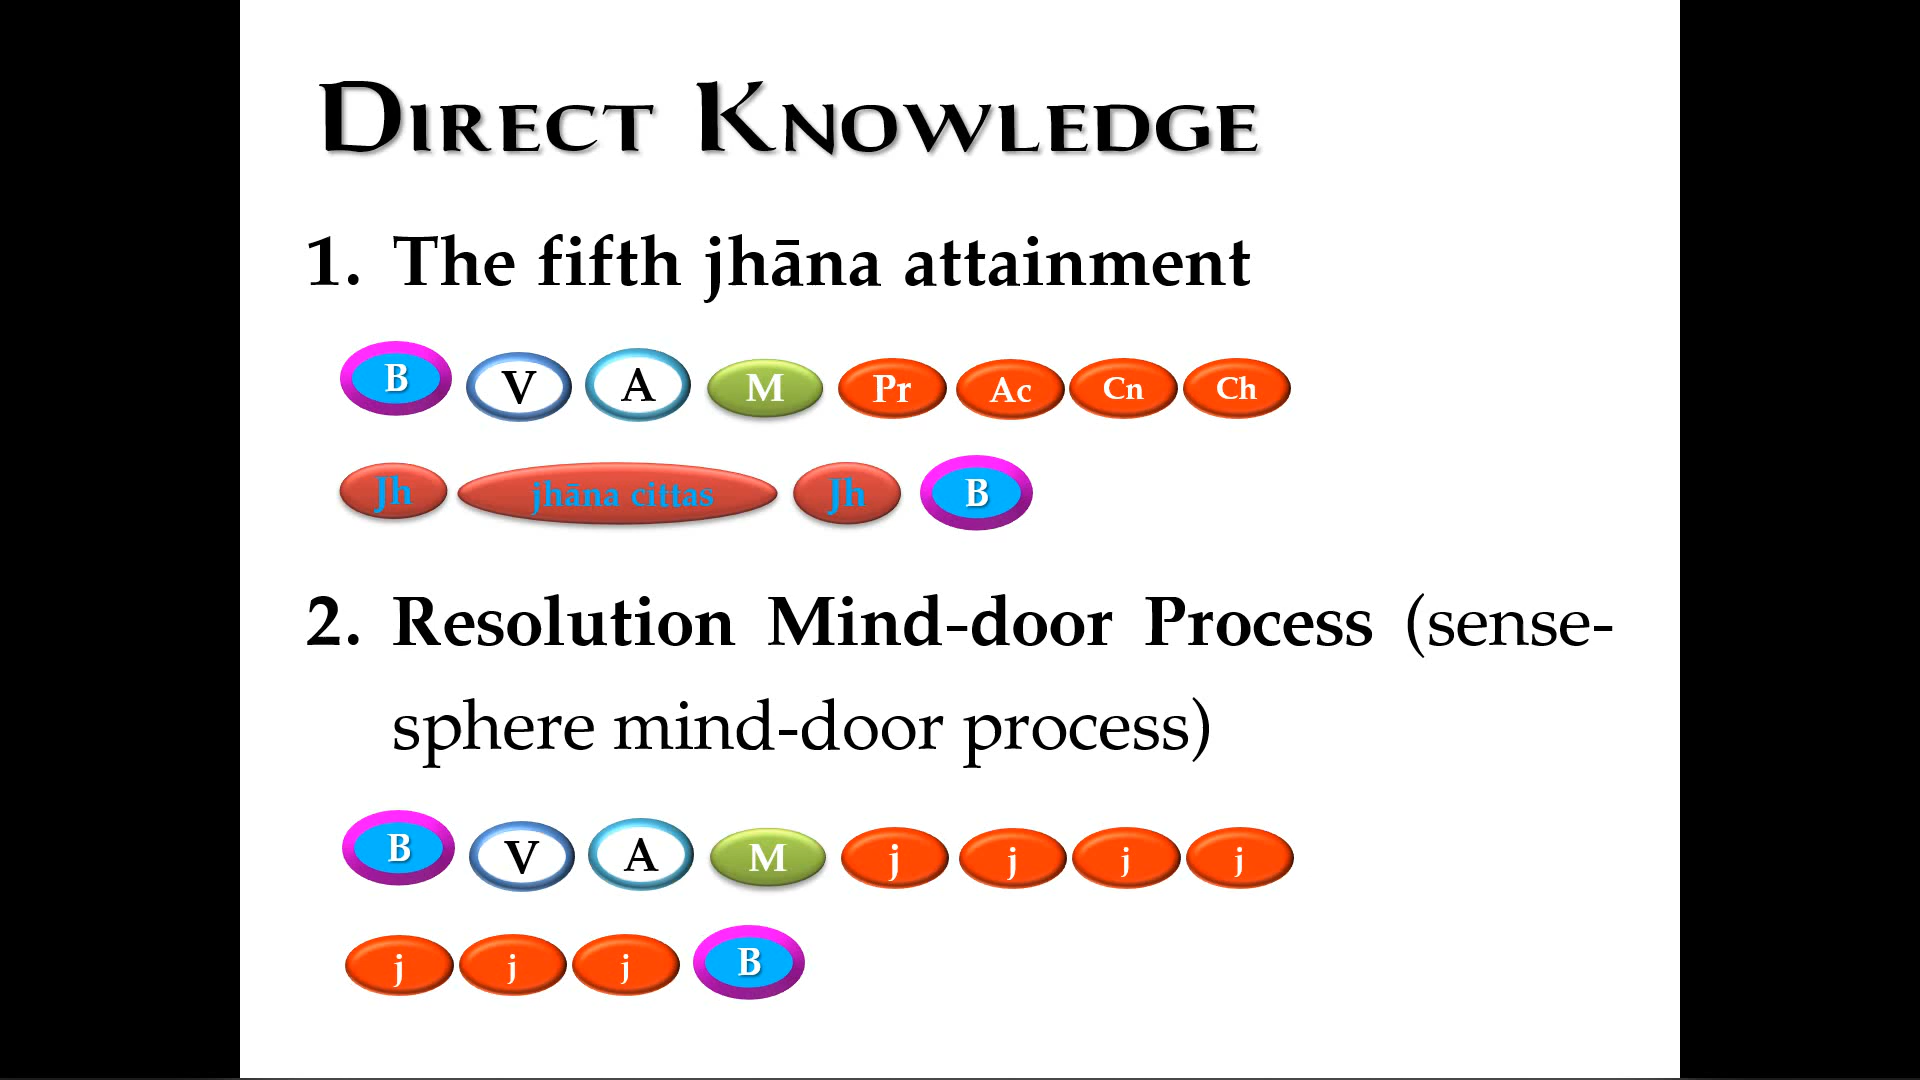 DIRECT KNOWLEDGE
1. The fifth jhāna attainment
B V A M Pr Ac Cn Ch
Jh jhāna cittas Jh B
2. Resolution Mind-door Process (sense-
sphere mind-door process)
B V A M j j j j
j j j B